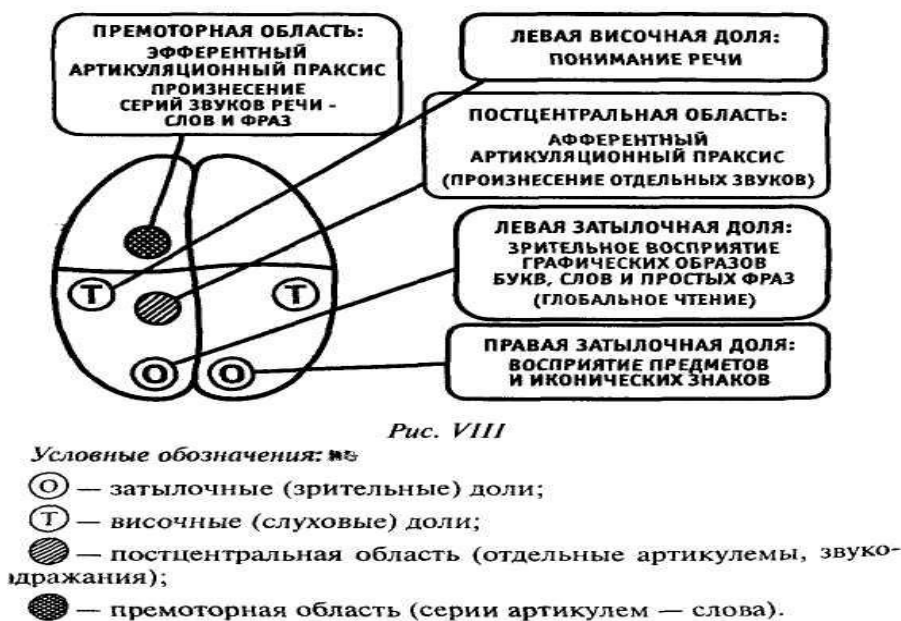 ПРЕМОТОРНАЯ ОБЛАСТЬ:
ЭФФЕРЕНТНЫЙ
АРТИКУЛЯЦИОННЫЙ ПРАКСИС
ПРОИЗНЕСЕНИЕ
СЕРИЙ ЗВУКОВ РЕЧИ -
СЛОВ И ФРАЗ
ЛЕВАЯ ВИСОЧНАЯ ДОЛЯ:
ПОНИМАНИЕ РЕЧИ
ПОСТЦЕНТРАЛЬНАЯ ОБЛАСТЬ:
АФФЕРЕНТНЫЙ
АРТИКУЛЯЦИОННЫЙ ПРАКСИС
(ПРОИЗНЕСЕНИЕ ОТДЕЛЬНЫХ ЗВУКОВ)
ЛЕВАЯ ЗАТЫЛОЧНАЯ ДОЛЯ:
ЗРИТЕЛЬНОЕ ВОСПРИЯТИЕ
ГРАФИЧЕСКИХ ОБРАЗОВ
БУКВ, СЛОВ И ПРОСТЫХ ФРАЗ
(ГЛОБАЛЬНОЕ ЧТЕНИЕ)
ПРАВАЯ ЗАТЫЛОЧНАЯ ДОЛЯ:
ВОСПРИЯТИЕ ПРЕДМЕТОВ
И ИКОНИЧЕСКИХ ЗНАКОВ
Т Т
О О
Рис. VIII
Условные обозначения:
О — затылочные (зрительные) доли;
Т — височные (слуховые) доли;
— постцентральная область (отдельные артикулемы, звуко-
дражания);
— премоторная область (серии артикулем — слова).